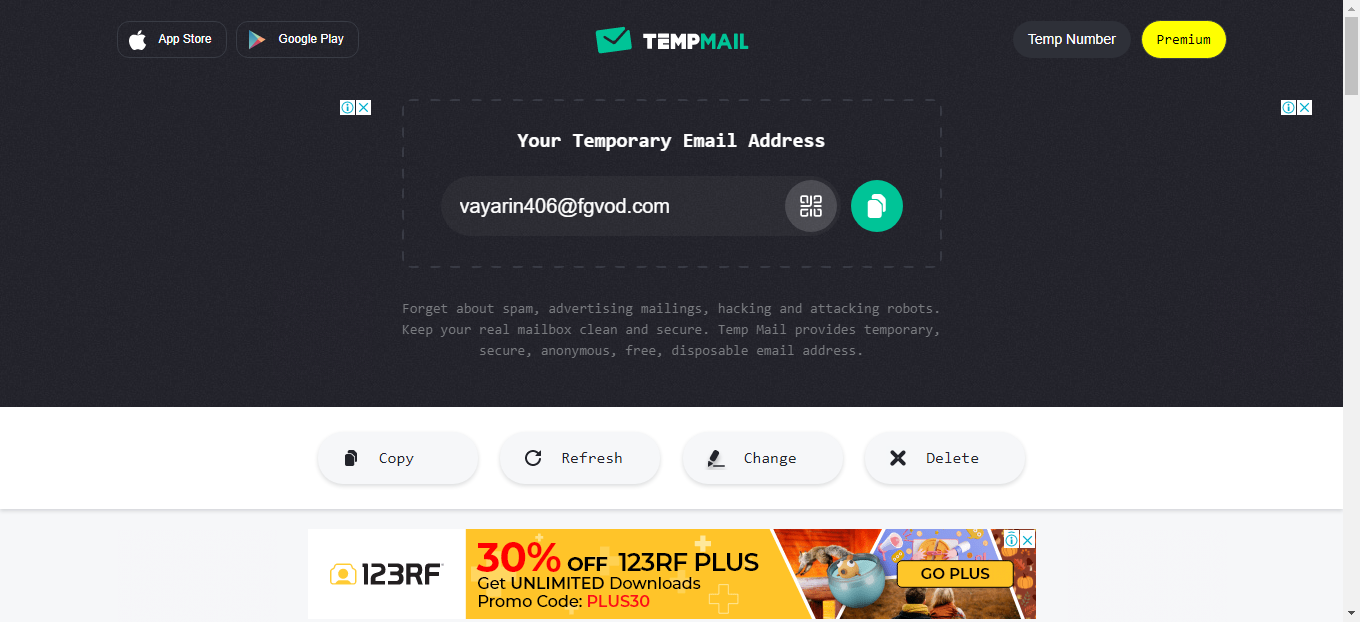 App Store
Google Play
TEMPMAIL
Temp Number
Premium
Your Temporary Email Address
vayarin406@fgvod.com
Forget about spam, advertising mailings, hacking and attacking robots.
Keep your real mailbox clean and secure. Temp Mail provides temporary,
secure, anonymous, free, disposable email address.
Copy
Refresh
Change
Delete
123RF
30% OFF 123RF PLUS
Get UNLIMITED Downloads
Promo Code: PLUS30
GO PLUS